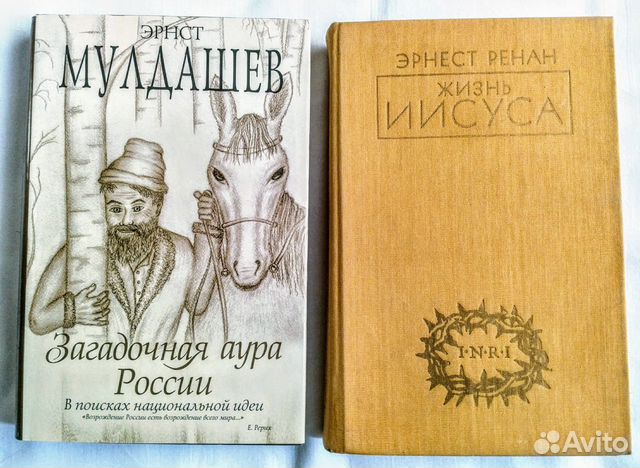 ЭРНСТ
МУЛДАШЕВ
Загадочная аура
России
В поисках национальной идеи
«Возрождение России есть возрождение всего мира...»
Е. Рерих
ЭРНЕСТ РЕНАН
ЖИЗНЬ
ИИСУСА
I·N·R·I
Avito